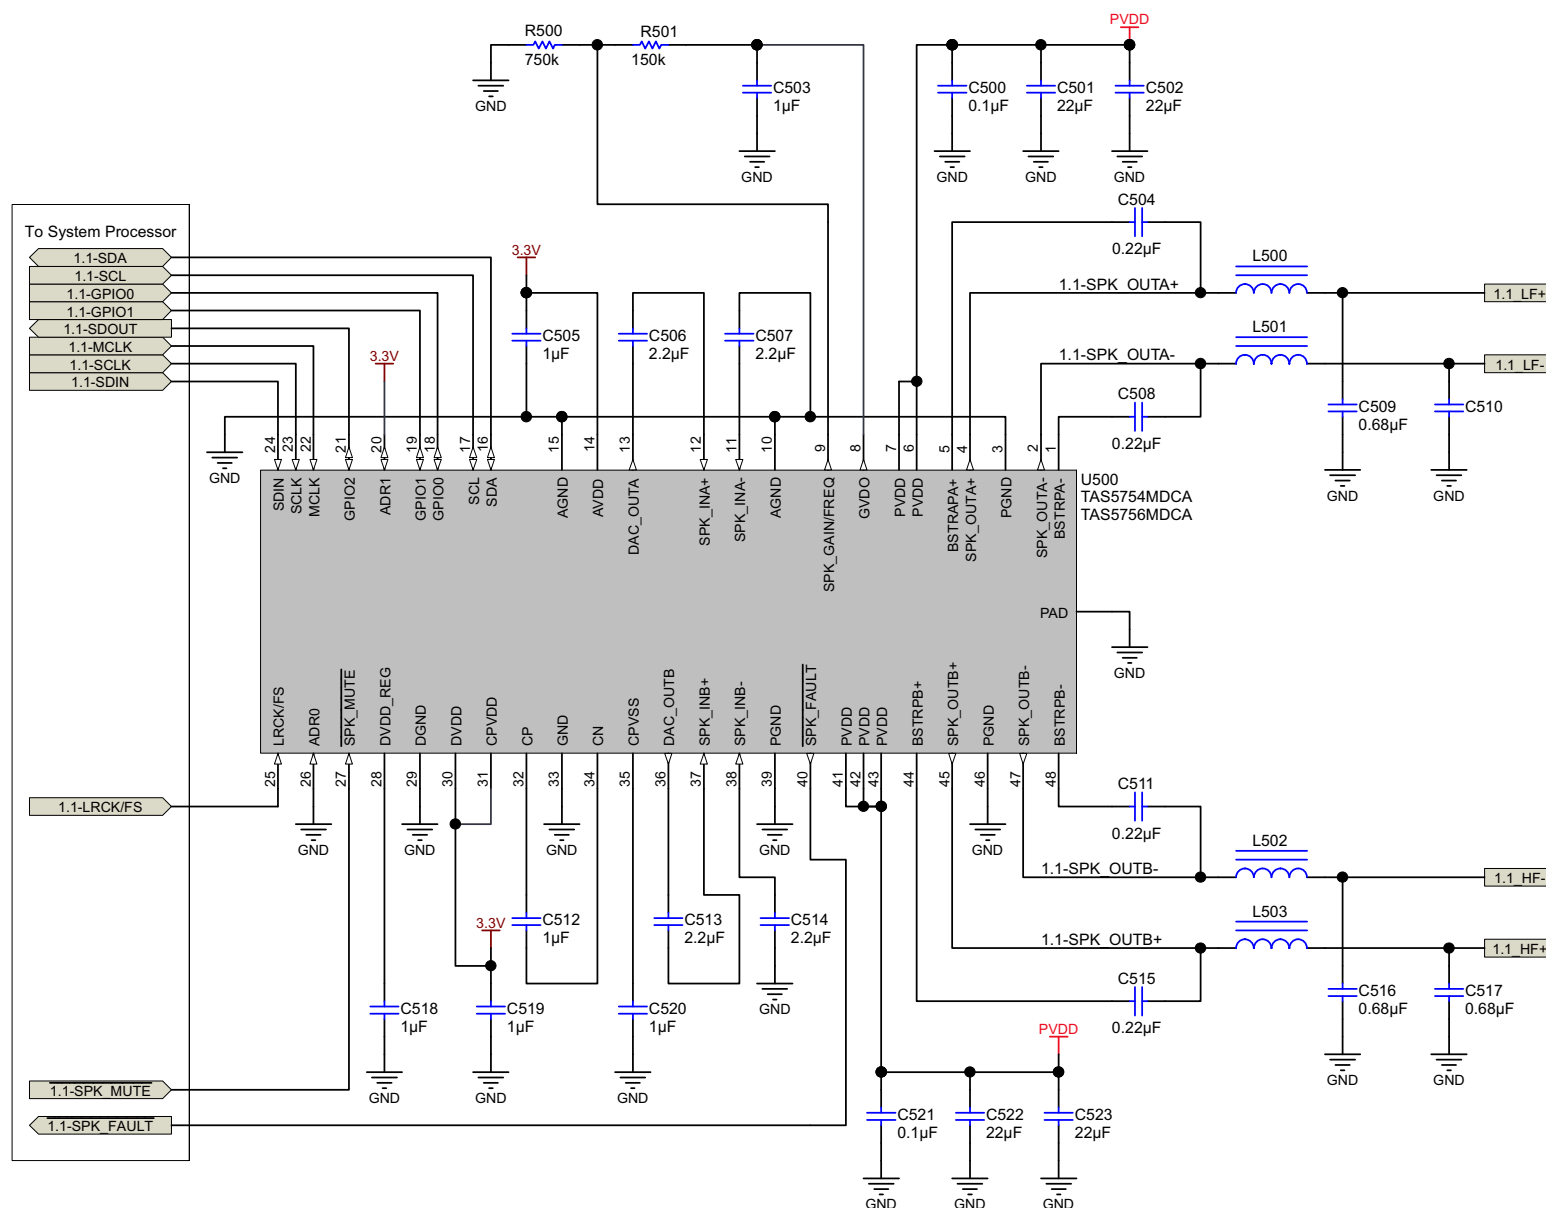 PVDD
R500
750k
R501
150k
GND
C503
1µF
GND
C500
0.1µF
C501
22µF
C502
22µF
GND
GND
GND
To System Processor
1.1-SDA
1.1-SCL
1.1-GPIO0
1.1-GPIO1
1.1-SDOUT
1.1-MCLK
1.1-SCLK
1.1-SDIN
3.3V
3.3V
C504
0.22µF
L500
1.1-SPK_OUTA+
1.1_LF+
C505
1µF
C506
2.2µF
C507
2.2µF
L501
1.1-SPK_OUTA-
1.1_LF-
C508
0.22µF
C509
0.68µF
C510
GND
GND
GND
24
23
22
21
20
19
18
17
16
15
14
13
12
11
10
9
8
7
6
5
4
3
2
1
SDIN
SCLK
MCLK
GPIO2
ADR1
GPIO1
GPIO0
SCL
SDA
AGND
AVDD
DAC_OUTA
SPK_INA+
SPK_INA-
AGND
SPK_GAIN/FREQ
GVDO
PVDD
PVDD
BSTRAPA+
SPK_OUTA+
PGND
SPK_OUTA-
BSTRPA-
U500
TAS5754MDCA
TAS5756MDCA
PAD
GND
LRCK/FS
ADR0
SPK_MUTE
DVDD_REG
DGND
DVDD
CPVDD
CP
GND
CN
CPVSS
DAC_OUTB
SPK_INB+
SPK_INB-
PGND
SPK_FAULT
PVDD
PVDD
PVDD
BSTRPB+
SPK_OUTB+
PGND
SPK_OUTB-
BSTRPB-
25
26
27
28
29
30
31
32
33
34
35
36
37
38
39
40
41
42
43
44
45
46
47
48
1.1-LRCK/FS
GND
GND
GND
GND
GND
C511
0.22µF
L502
1.1-SPK_OUTB-
1.1_HF-
3.3V
C512
1µF
C513
2.2µF
C514
2.2µF
GND
L503
1.1-SPK_OUTB+
1.1_HF+
C515
0.22µF
C516
0.68µF
C517
0.68µF
GND
GND
C518
1µF
C519
1µF
C520
1µF
GND
GND
GND
PVDD
1.1-SPK_MUTE
1.1-SPK_FAULT
C521
0.1µF
C522
22µF
C523
22µF
GND
GND
GND